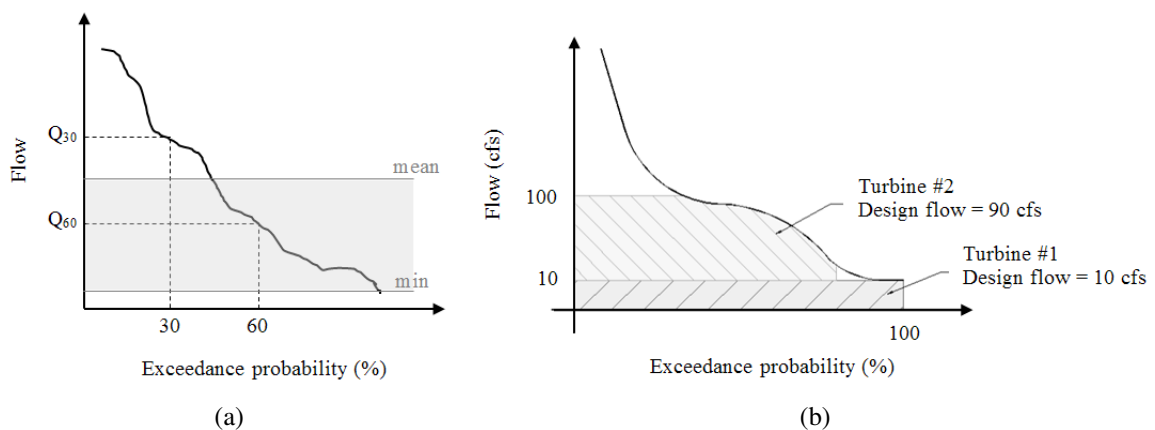 Flow
Q30
Q60
mean
min
30
60
Exceedance probability (%)
(a)
Flow (cfs)
100
10
Turbine #2
Design flow = 90 cfs
Turbine #1
Design flow = 10 cfs
100
Exceedance probability (%)
(b)